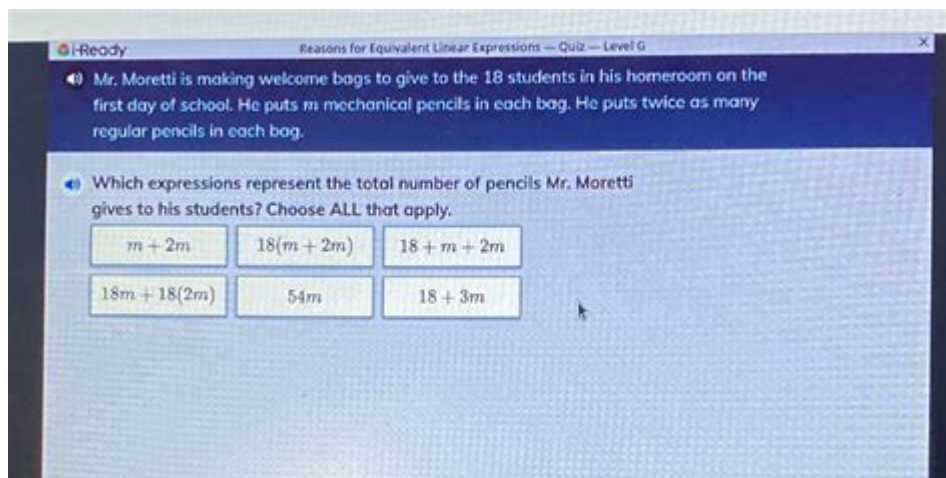 i-Ready
Reasons for Equivalent Linear Expressions — Quiz — Level G
Mr. Moretti is making welcome bags to give to the 18 students in his homeroom on the
first day of school. He puts m mechanical pencils in each bag. He puts twice as many
regular pencils in each bag.
Which expressions represent the total number of pencils Mr. Moretti
gives to his students? Choose ALL that apply.
m + 2m
18(m + 2m)
18 + m + 2m
18m + 18(2m)
54m
18 + 3m